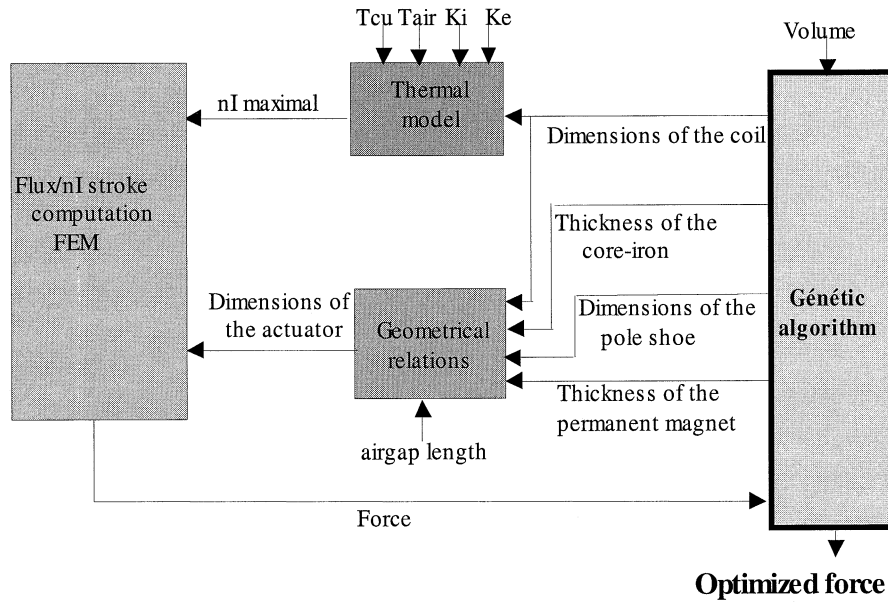 Tcu Tair Ki Ke
Volume
Thermal
model
nI maximal
Dimensions of the coil
Flux/nI stroke
computation
FEM
Thickness of the
core-iron
Dimensions of
the actuator
Geometrical
relations
Dimensions of the
pole shoe
Génétic
algorithm
Thickness of the
permanent magnet
airgap length
Force
Optimized force